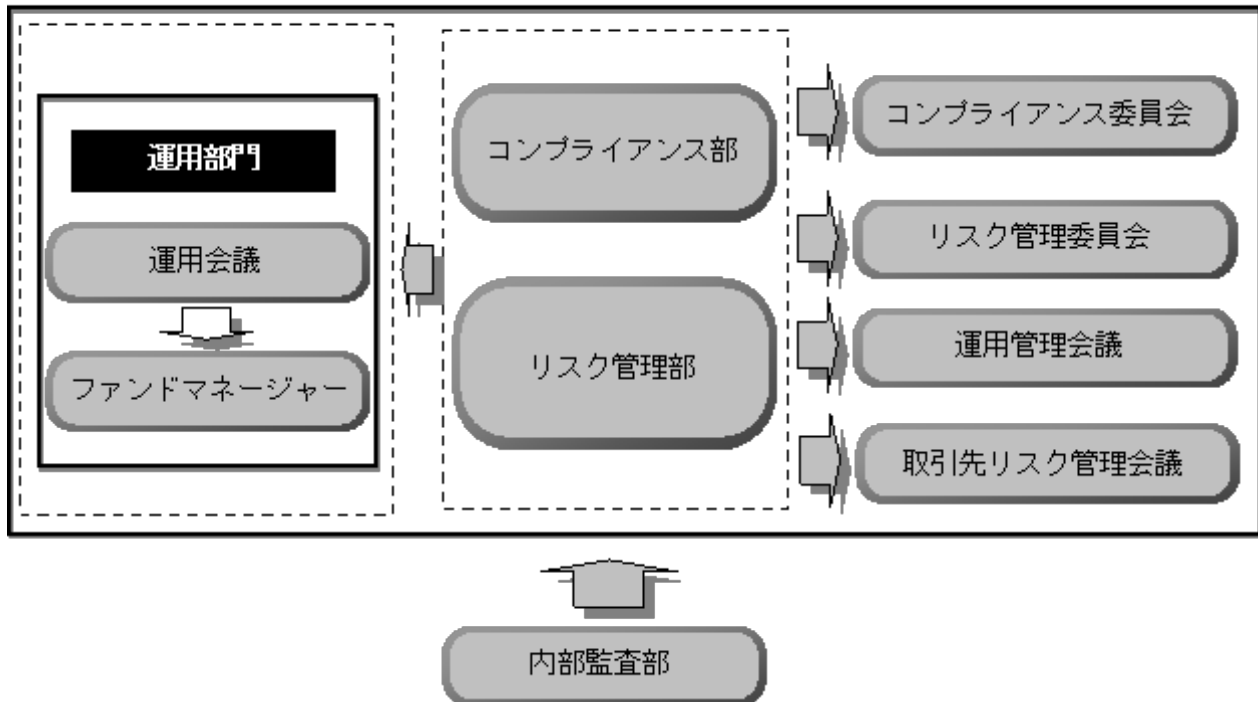 運用部門
運用会議
ファンドマネージャー
コンプライアンス部
リスク管理部
コンプライアンス委員会
リスク管理委員会
運用管理会議
取引先リスク管理会議
内部監査部